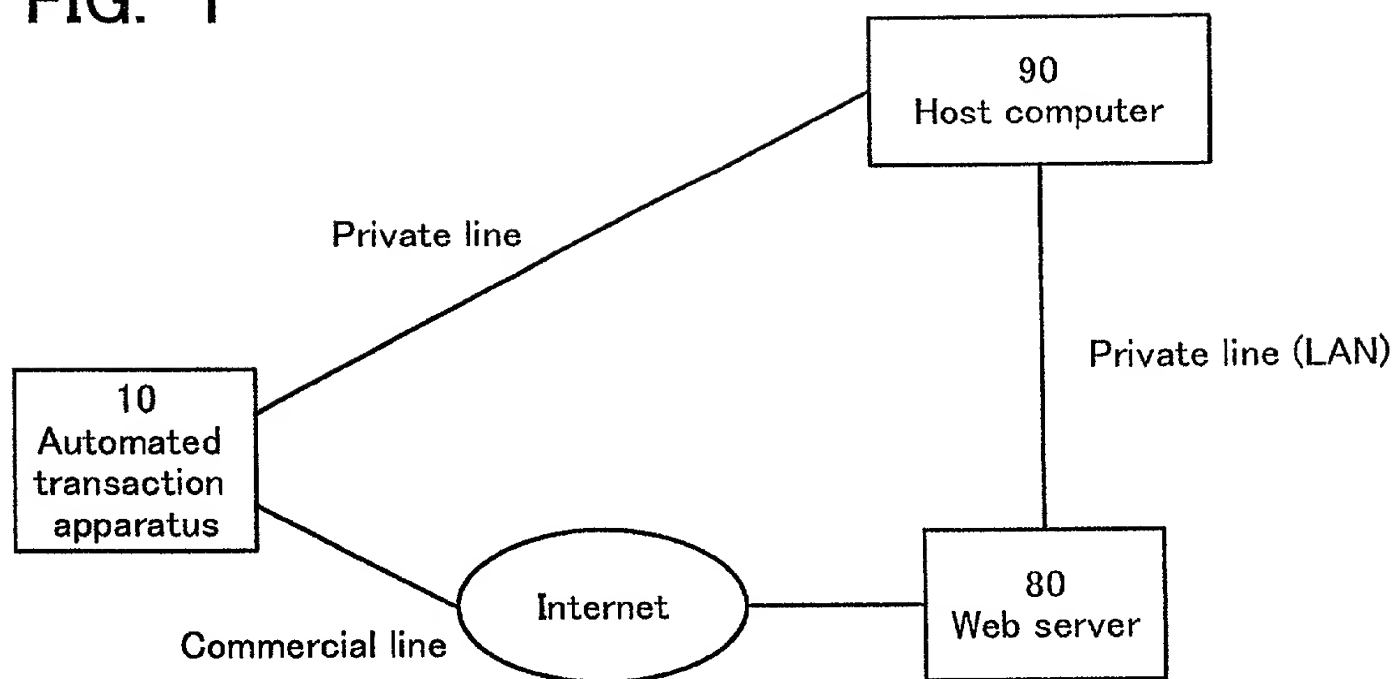 FIG. 1
90
Host computer
Private line
Private line (LAN)
10
Automated
transaction
apparatus
Internet
80
Web server
Commercial line